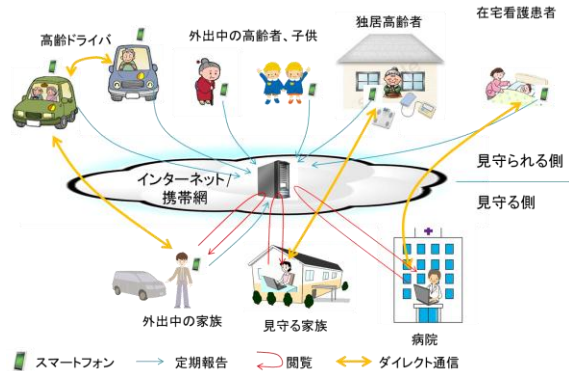 高齢ドライバ
外出中の高齢者、子供
独居高齢者
在宅看護患者
インターネット/
携帯網
見守られる側
見守る側
外出中の家族
見守る家族
病院
スマートフォン
定期報告
閲覧
ダイレクト通信